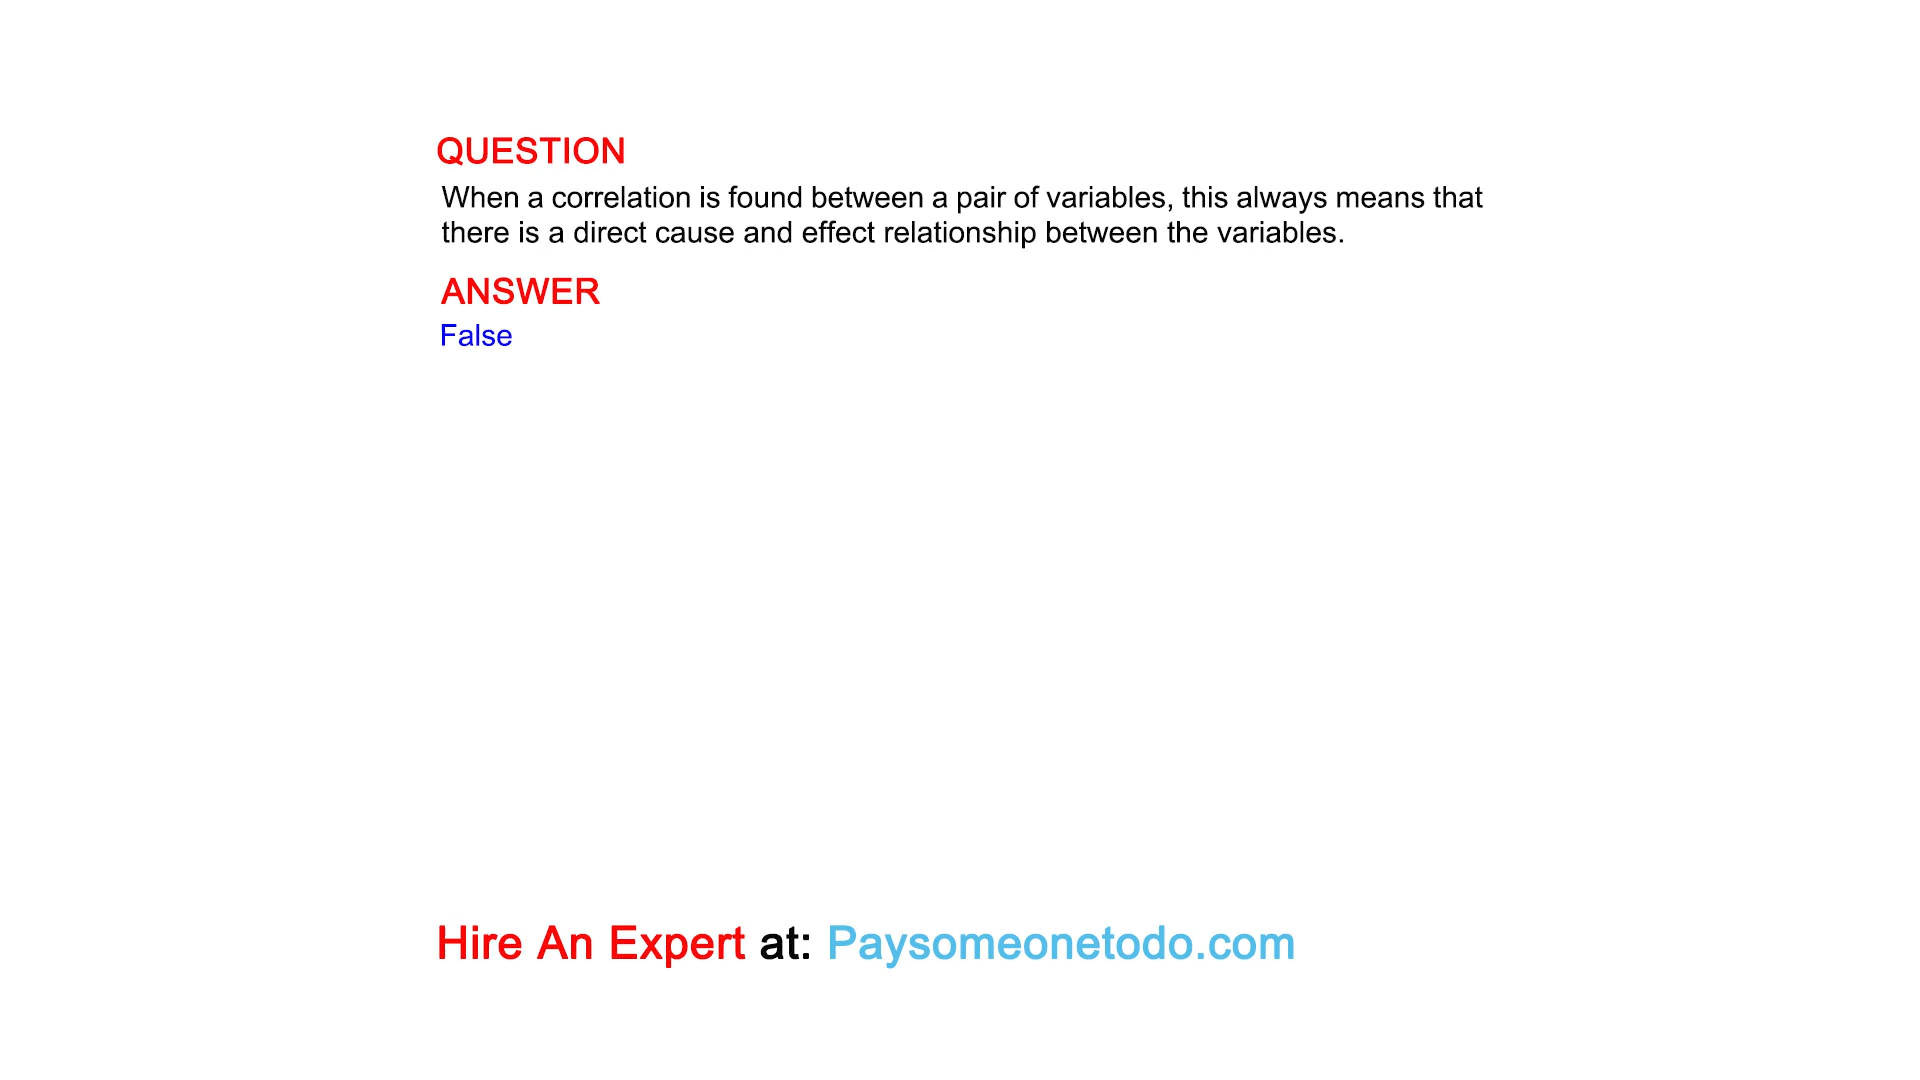 QUESTION
When a correlation is found between a pair of variables, this always means that
there is a direct cause and effect relationship between the variables.
ANSWER
False
Hire An Expert at: Paysomeonetodo.com